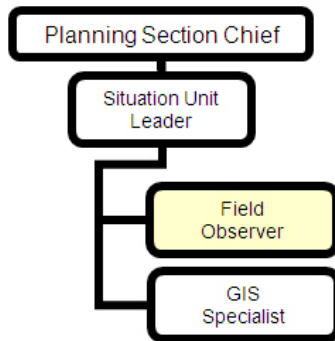 Planning Section Chief
Situation Unit
Leader
Field
Observer
GIS
Specialist